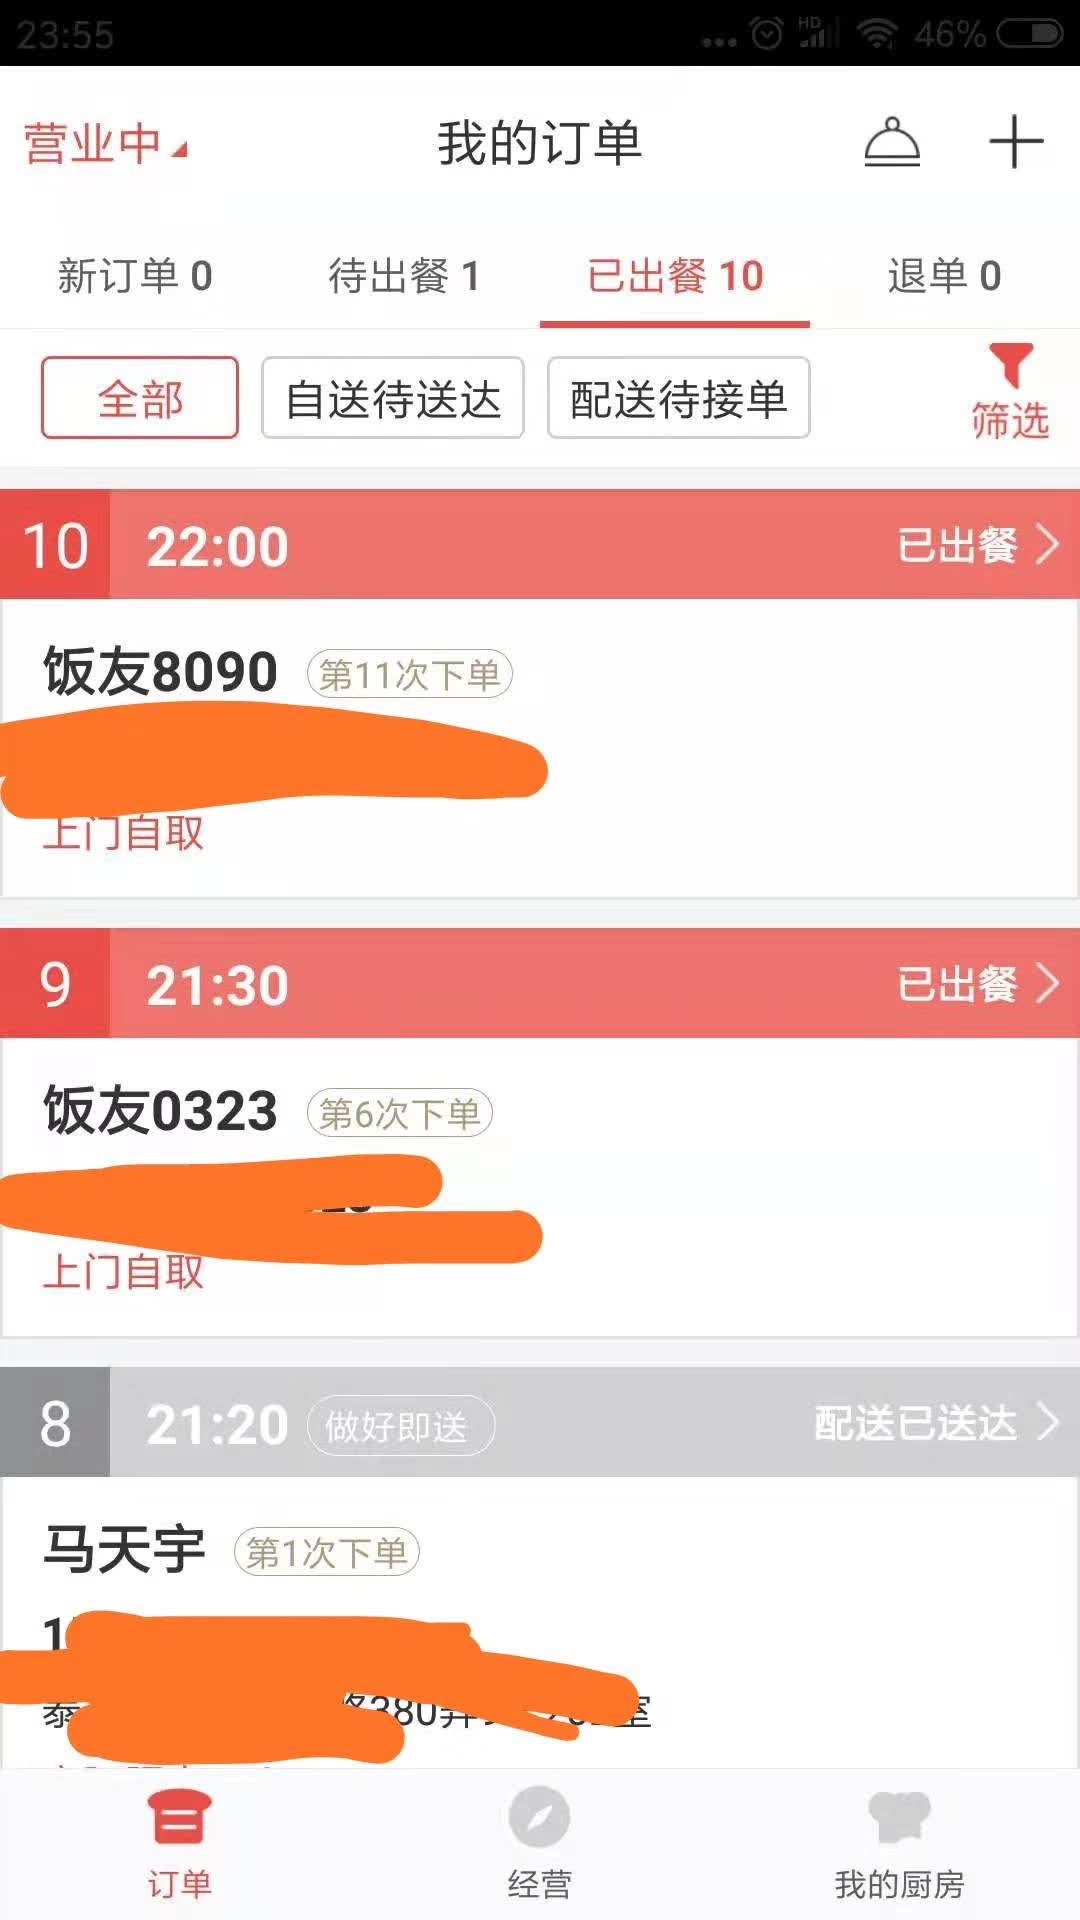 23:55 HD 46%
营业中 我的订单
新订单 0 待出餐 1 已出餐 10 退单 0
全部 自送待送达 配送待接单 筛选
10 22:00 已出餐
饭友8090 第11次下单
上门自取
9 21:30 已出餐
饭友0323 第6次下单
上门自取
8 21:20 做好即送 配送已送达
马天宇 第1次下单
1
泰 路380弄 室
订单 经营 我的厨房